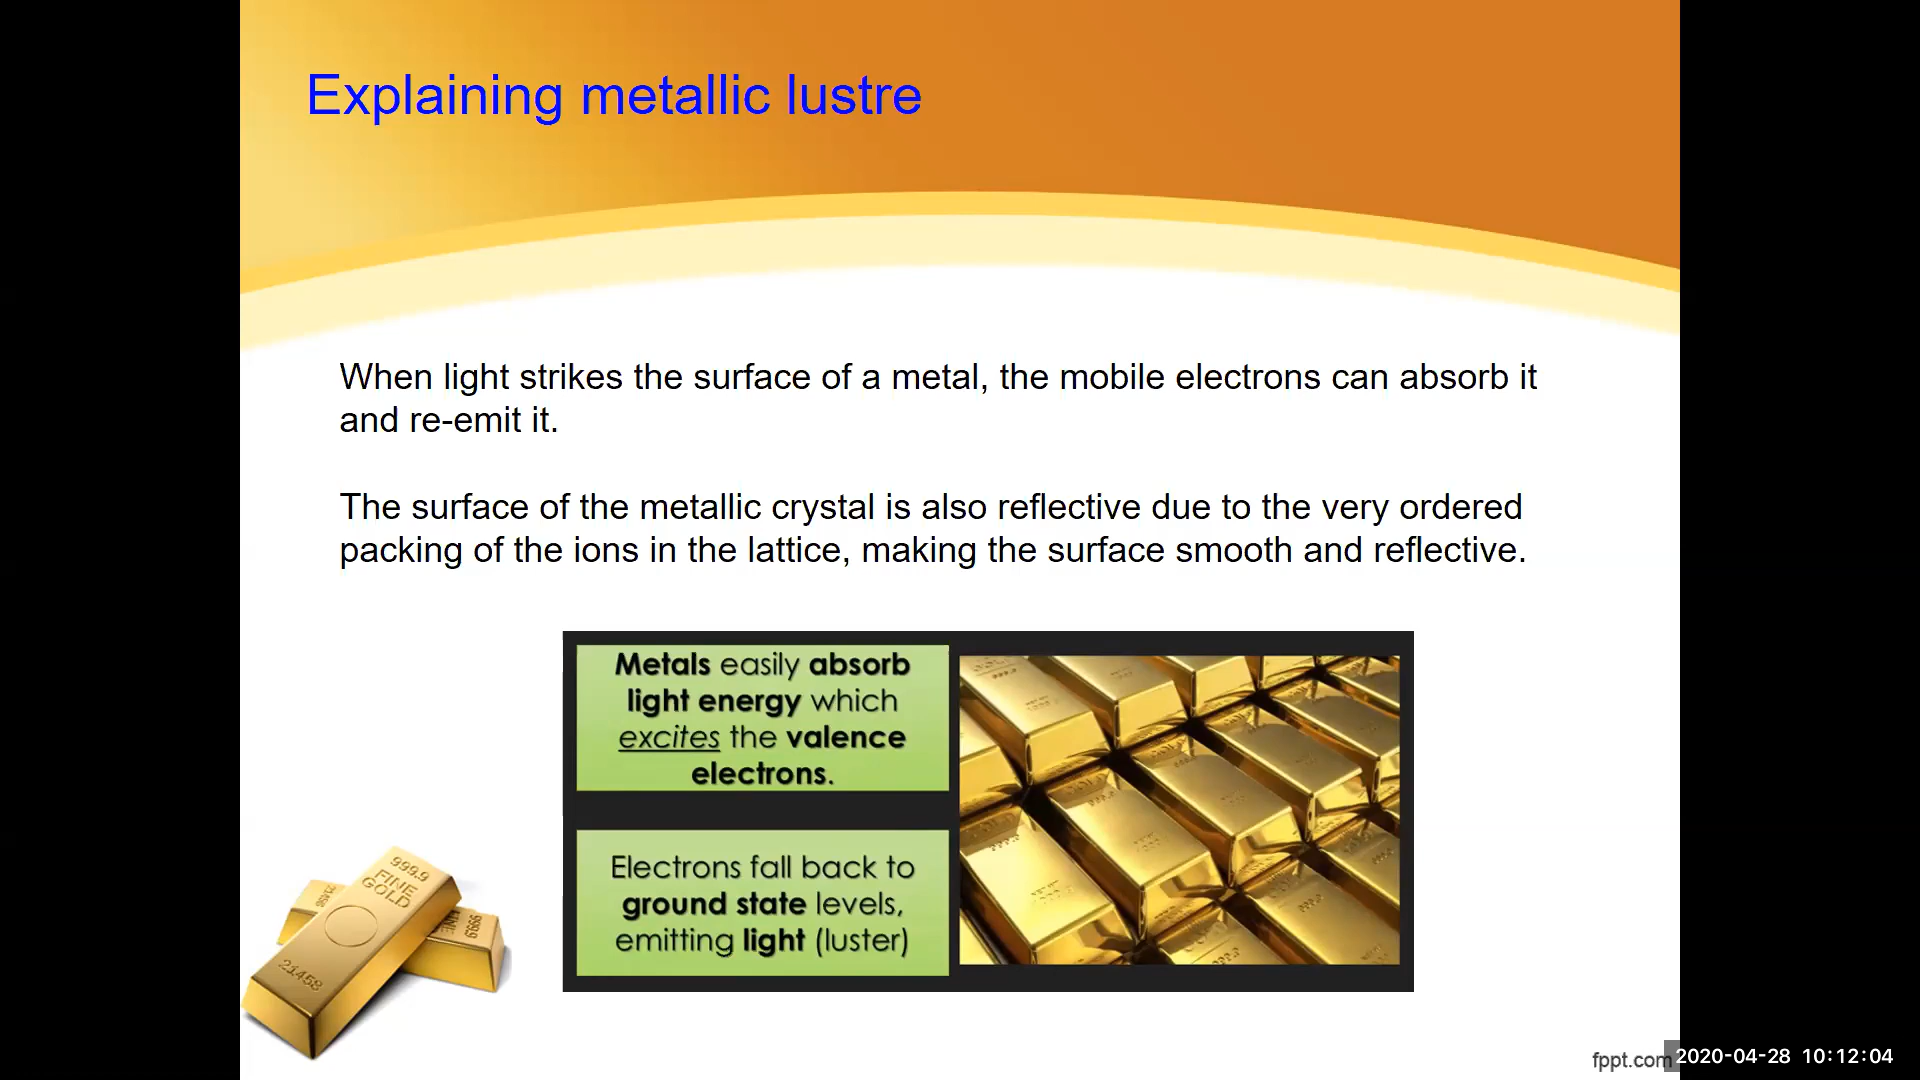 Explaining metallic lustre
When light strikes the surface of a metal, the mobile electrons can absorb it
and re-emit it.
The surface of the metallic crystal is also reflective due to the very ordered
packing of the ions in the lattice, making the surface smooth and reflective.
Metals easily absorb
light energy which
excites the valence
electrons.
Electrons fall back to
ground state levels,
emitting light (luster)
999.9
FINE
GOLD
21458
fppt.com
2020-04-28 10:12:04